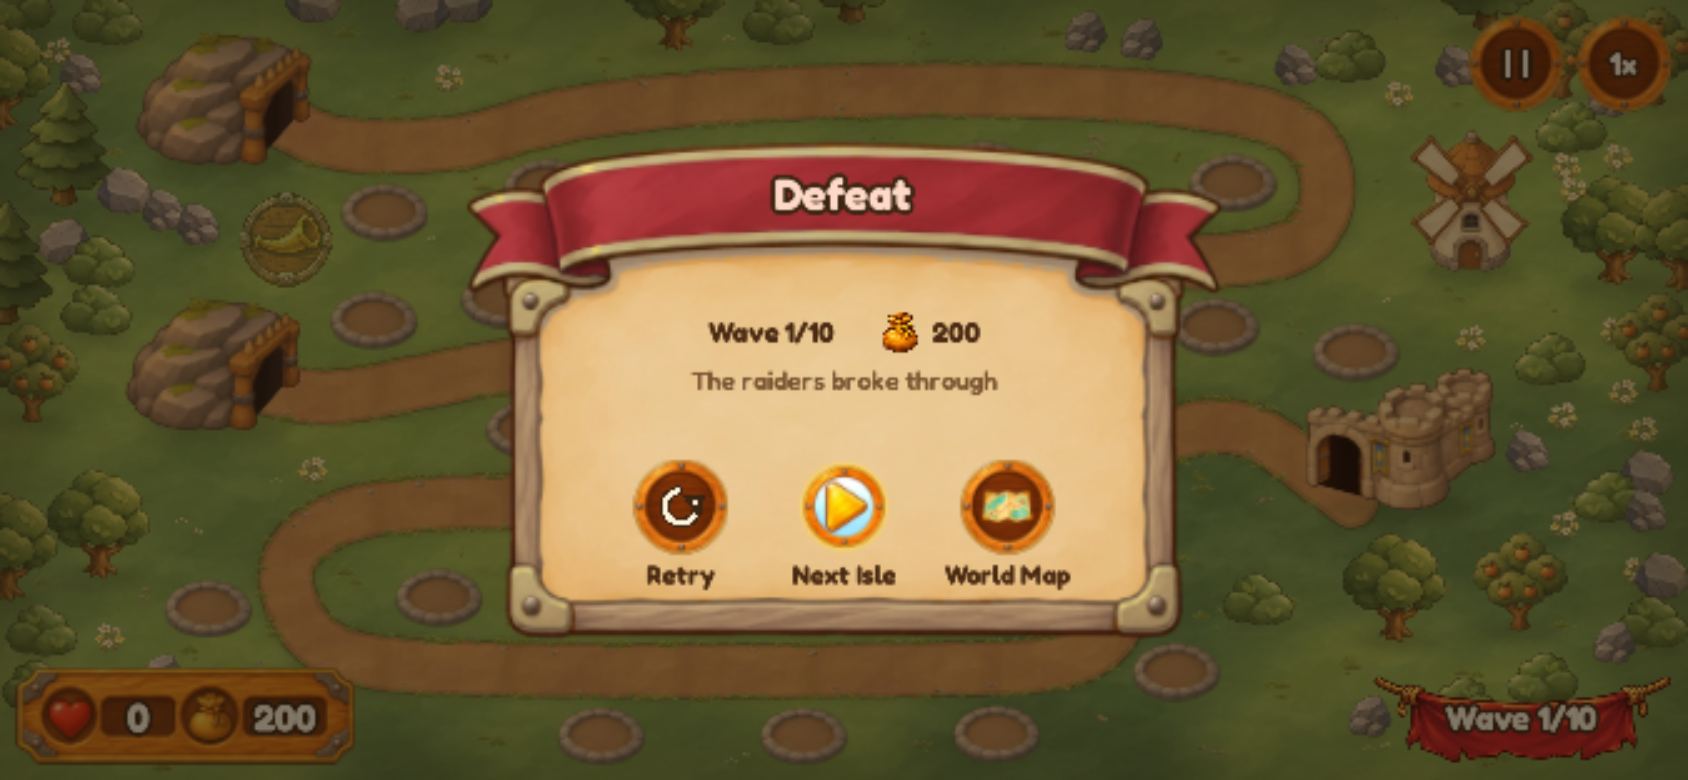 1x
Defeat
Wave 1/10 200
The raiders broke through
Retry Next Isle World Map
0 200
Wave 1/10